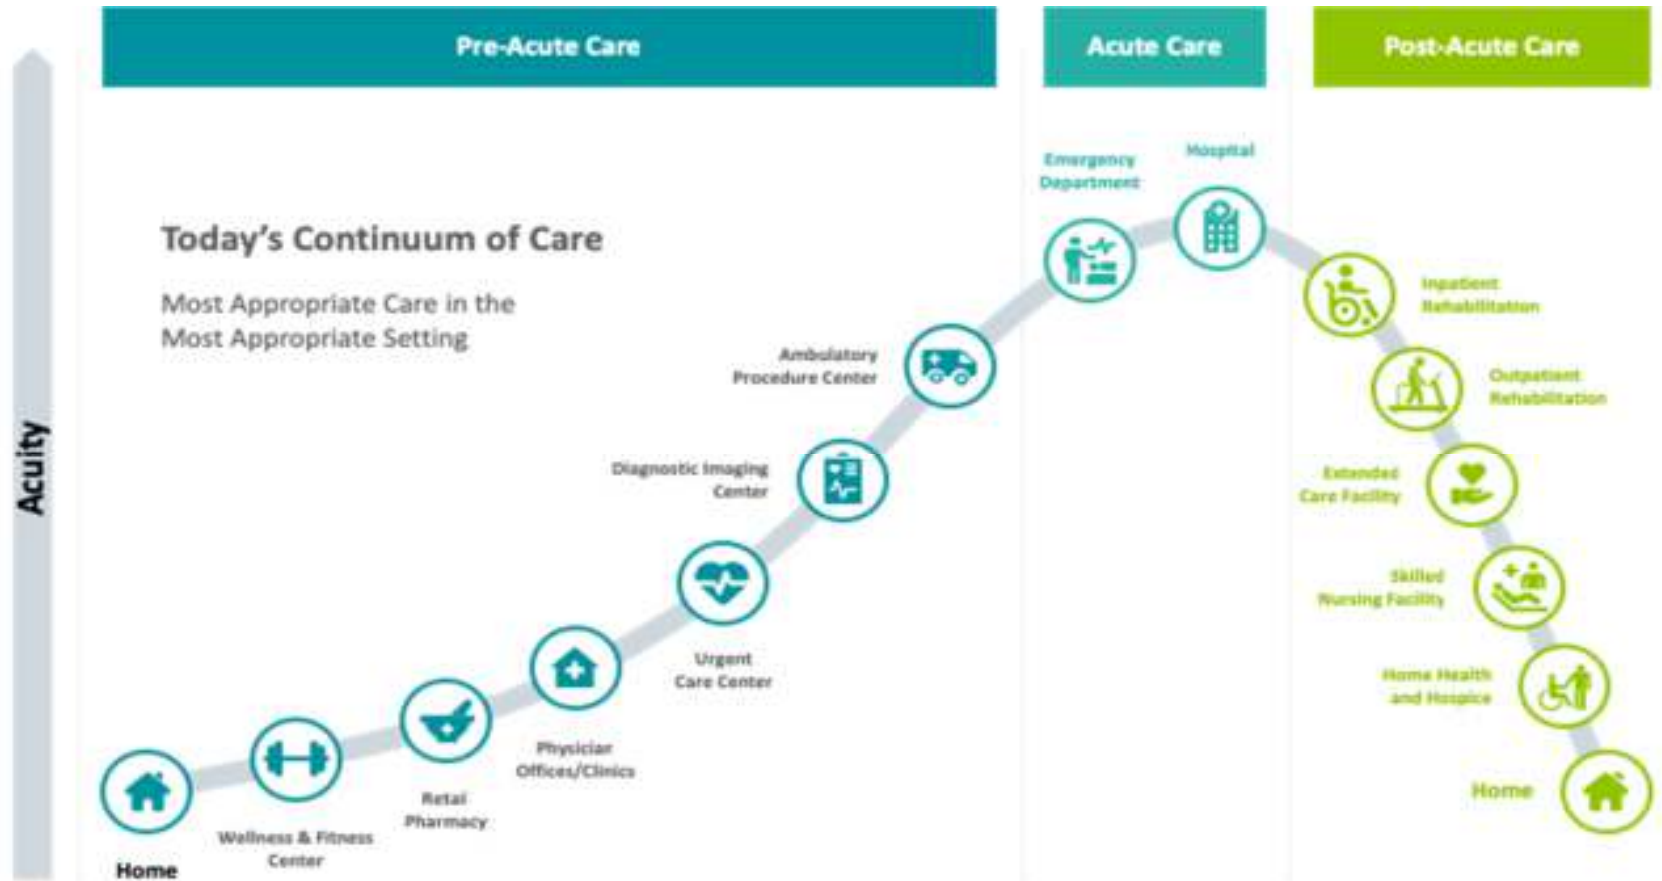 Pre-Acute Care
Acute Care
Post-Acute Care
Today's Continuum of Care
Most Appropriate Care in the
Most Appropriate Setting
Acuity
Home
Wellness & Fitness
Center
Retail
Pharmacy
Physician
Offices/Clinics
Urgent
Care Center
Diagnostic Imaging
Center
Ambulatory
Procedure Center
Emergency
Department
Hospital
Inpatient
Rehabilitation
Outpatient
Rehabilitation
Extended
Care Facility
Skilled
Nursing Facility
Home Health
and Hospice
Home